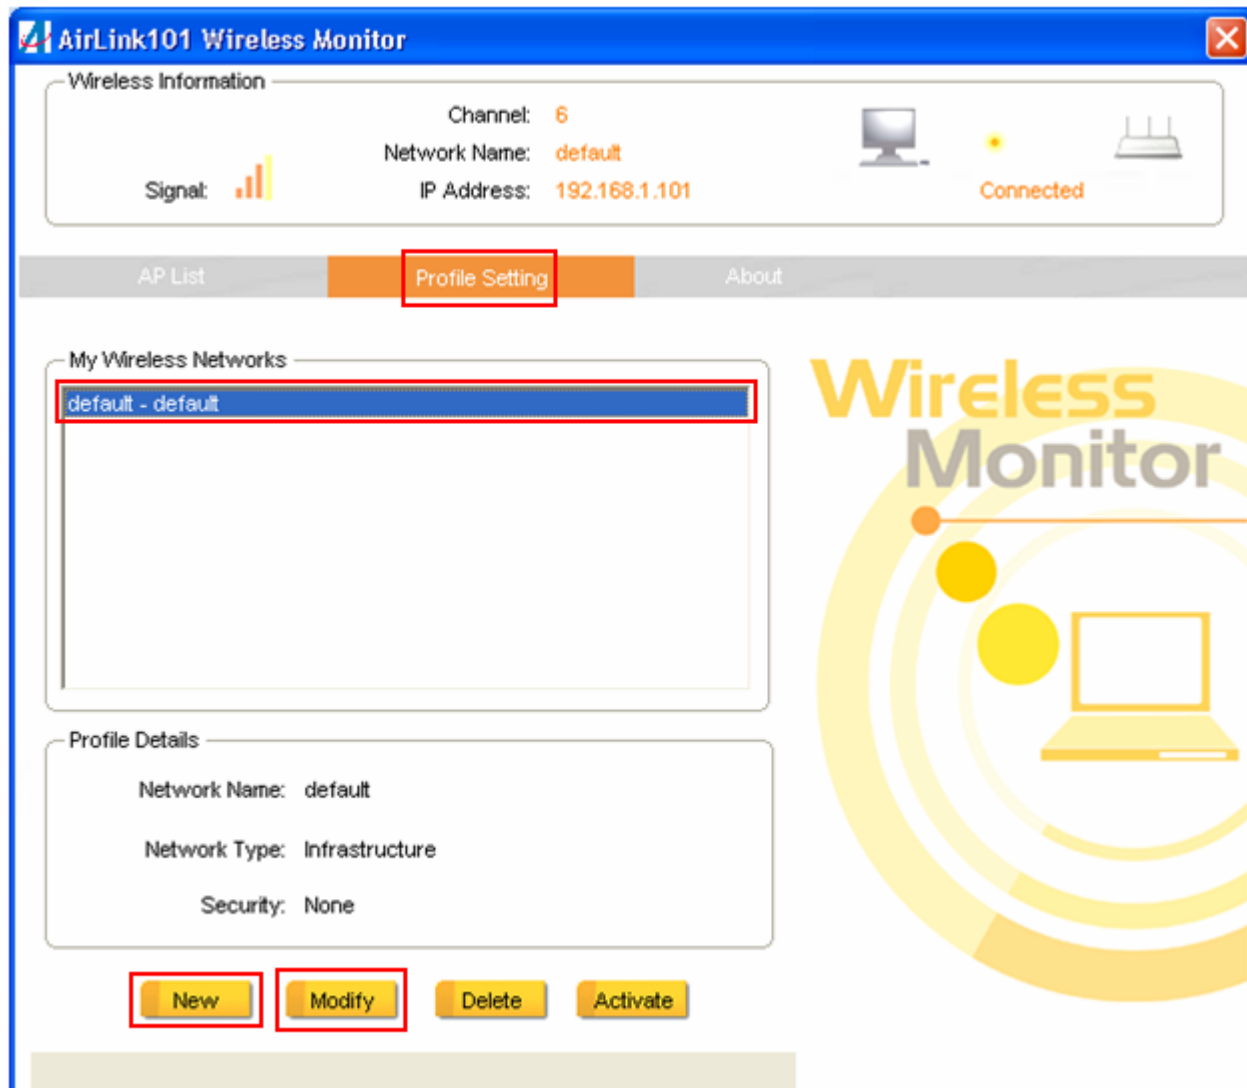 AirLink101 Wireless Monitor
Wireless Information
Channel: 6
Network Name: default
Signal: IP Address: 192.168.1.101
Connected
AP List Profile Setting About
My Wireless Networks
default - default
Wireless
Monitor
Profile Details
Network Name: default
Network Type: Infrastructure
Security: None
New Modify Delete Activate